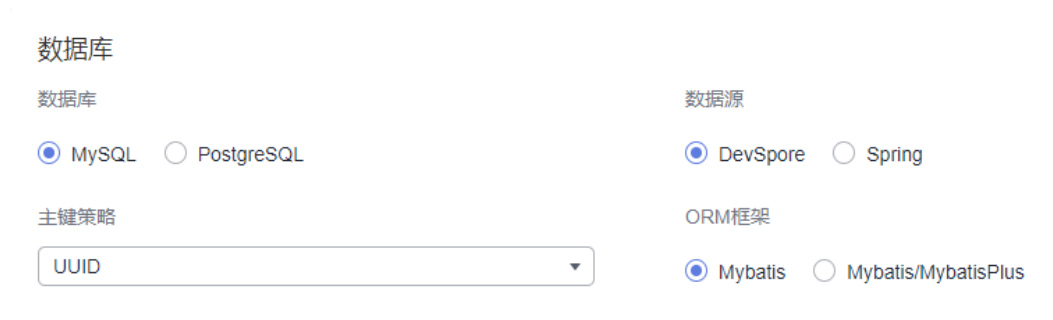 数据库
数据库
数据源
MySQL PostgreSQL
DevSpore Spring
主键策略
ORM框架
UUID
Mybatis Mybatis/MybatisPlus